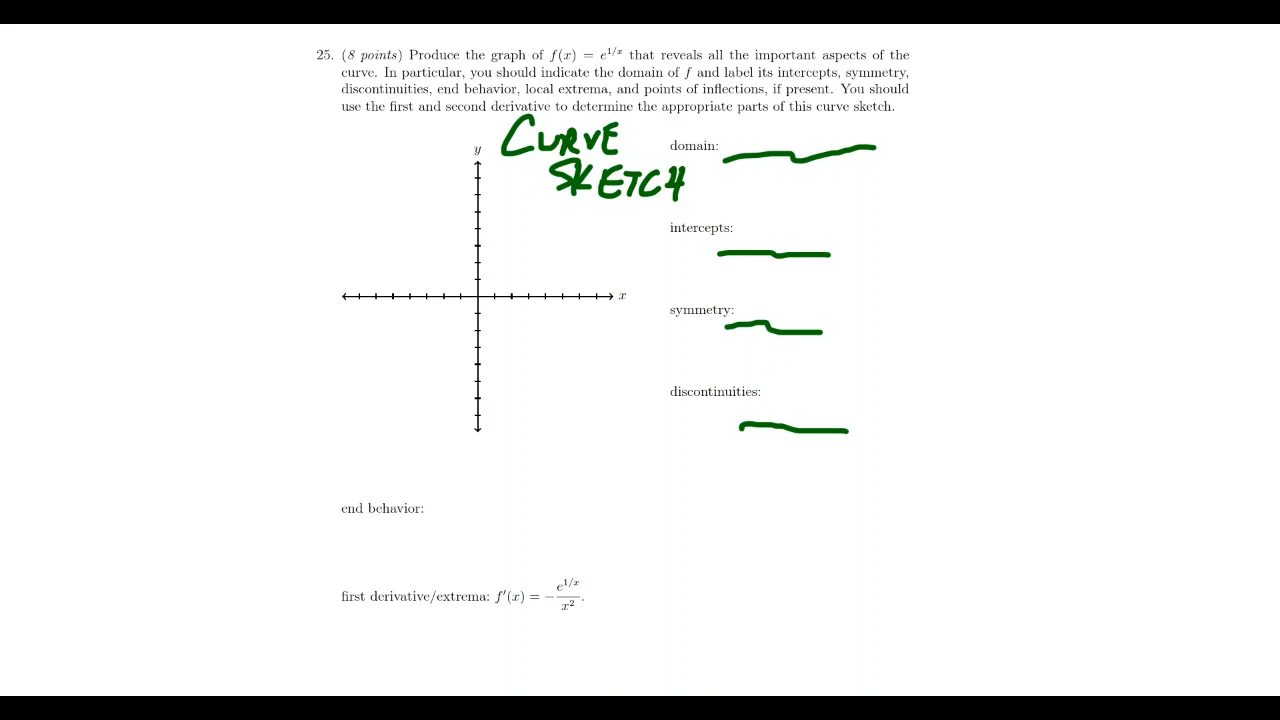 25. (8 points) Produce the graph of f(x) = e^{1/x} that reveals all the important aspects of the
curve. In particular, you should indicate the domain of f and label its intercepts, symmetry,
discontinuities, end behavior, local extrema, and points of inflections, if present. You should
use the first and second derivative to determine the appropriate parts of this curve sketch.
CURVE
SKETCH
y
x
domain:
intercepts:
symmetry:
discontinuities:
end behavior:
first derivative/extrema: f′(x) = −e^{1/x}/x^2.